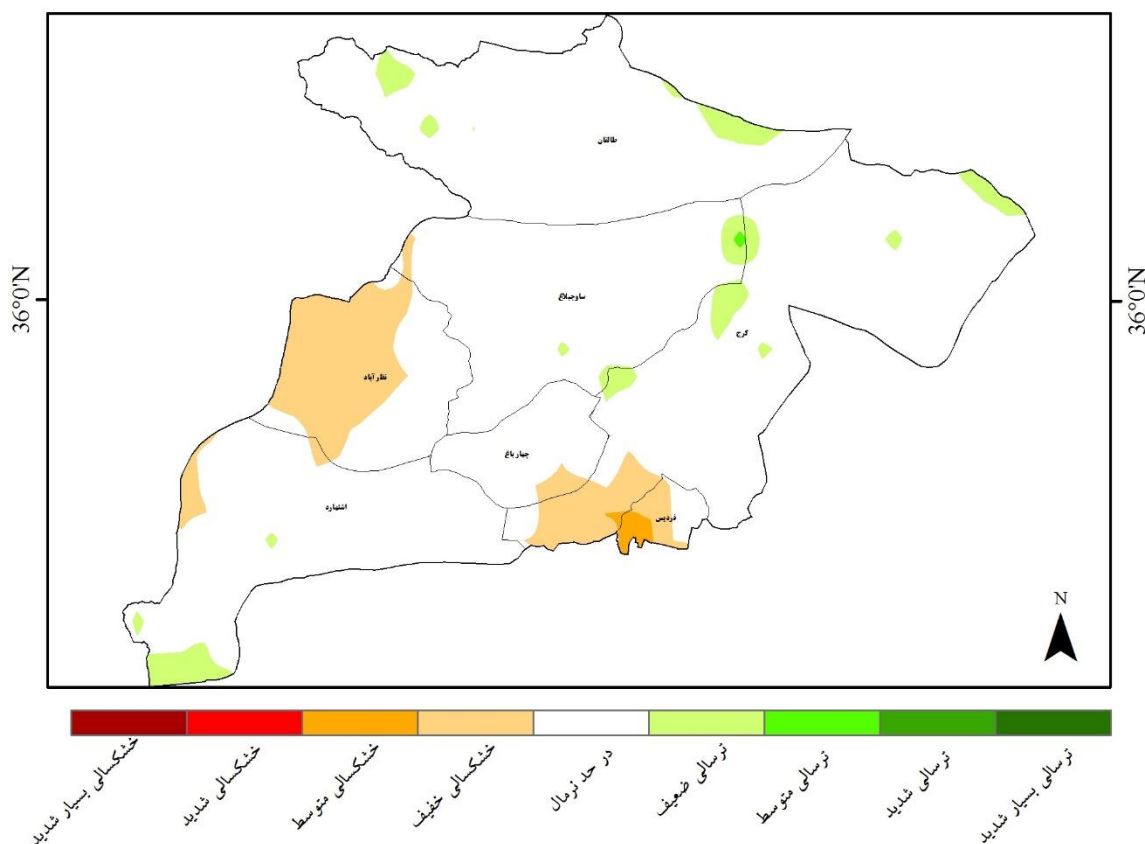 طالقان
36°0'N
36°0'N
ساوجبلاغ
کرج
نظرآباد
چهارباغ
اشتهارد
فردیس
N
خشکسالی بسیار شدید
خشکسالی شدید
خشکسالی متوسط
خشکسالی خفیف
در حد نرمال
ترسالی ضعیف
ترسالی متوسط
ترسالی شدید
ترسالی بسیار شدید